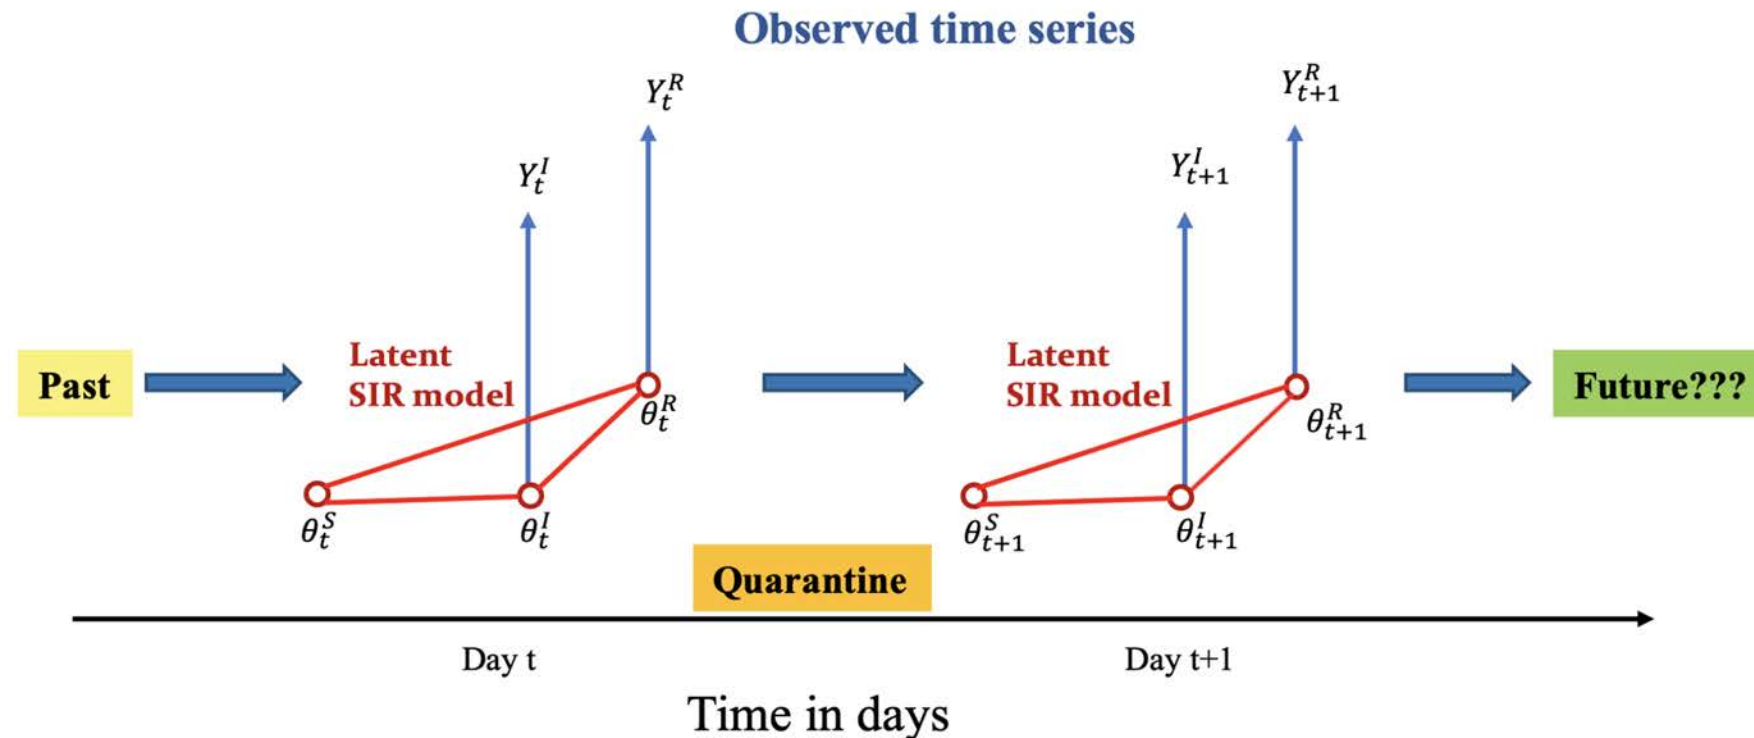 Observed time series
Y_t^R
Y_{t+1}^R
Y_t^I
Y_{t+1}^I
Past
Latent
SIR model
Latent
SIR model
Future???
θ_t^R
θ_{t+1}^R
θ_t^S
θ_t^I
θ_{t+1}^S
θ_{t+1}^I
Quarantine
Day t
Day t+1
Time in days